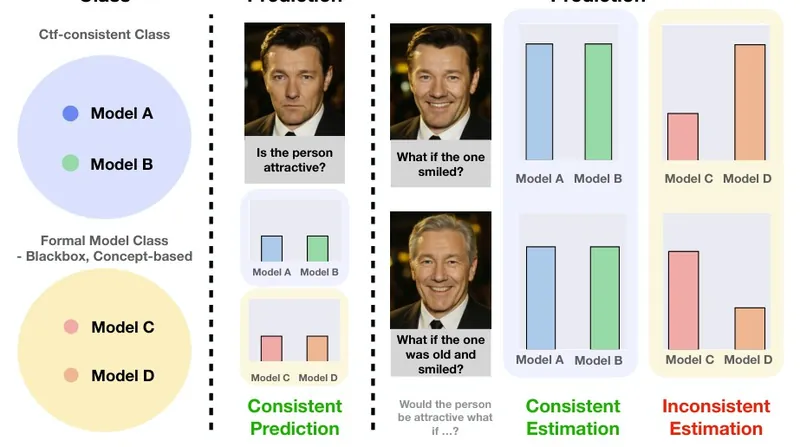 Class
Prediction
Prediction
Ctf-consistent Class
Model A
Model B
Formal Model Class
- Blackbox, Concept-based
Model C
Model D
Is the person
attractive?
Model A Model B
Model C Model D
Consistent
Prediction
What if the one
smiled?
What if the one
was old and
smiled?
Would the person
be attractive what
if ...?
Model A Model B
Model A Model B
Consistent
Estimation
Model C Model D
Model C Model D
Inconsistent
Estimation